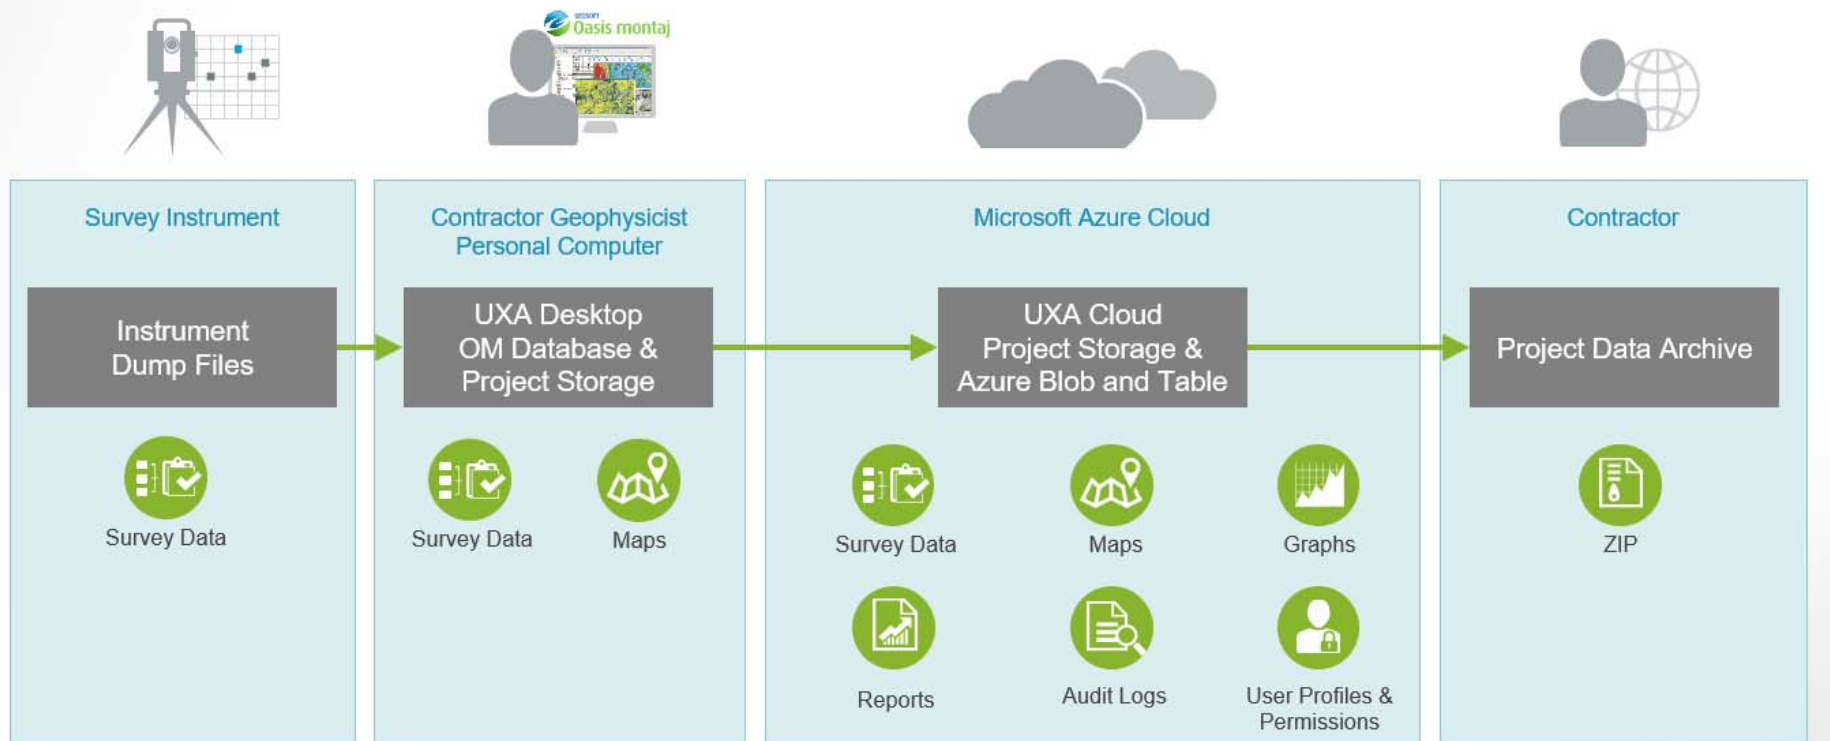 GEOSOFT
Oasis montaj
Survey Instrument
Instrument
Dump Files
Survey Data
Contractor Geophysicist
Personal Computer
UXA Desktop
OM Database &
Project Storage
Survey Data
Maps
Microsoft Azure Cloud
UXA Cloud
Project Storage &
Azure Blob and Table
Survey Data
Maps
Graphs
Reports
Audit Logs
User Profiles &
Permissions
Contractor
Project Data Archive
ZIP